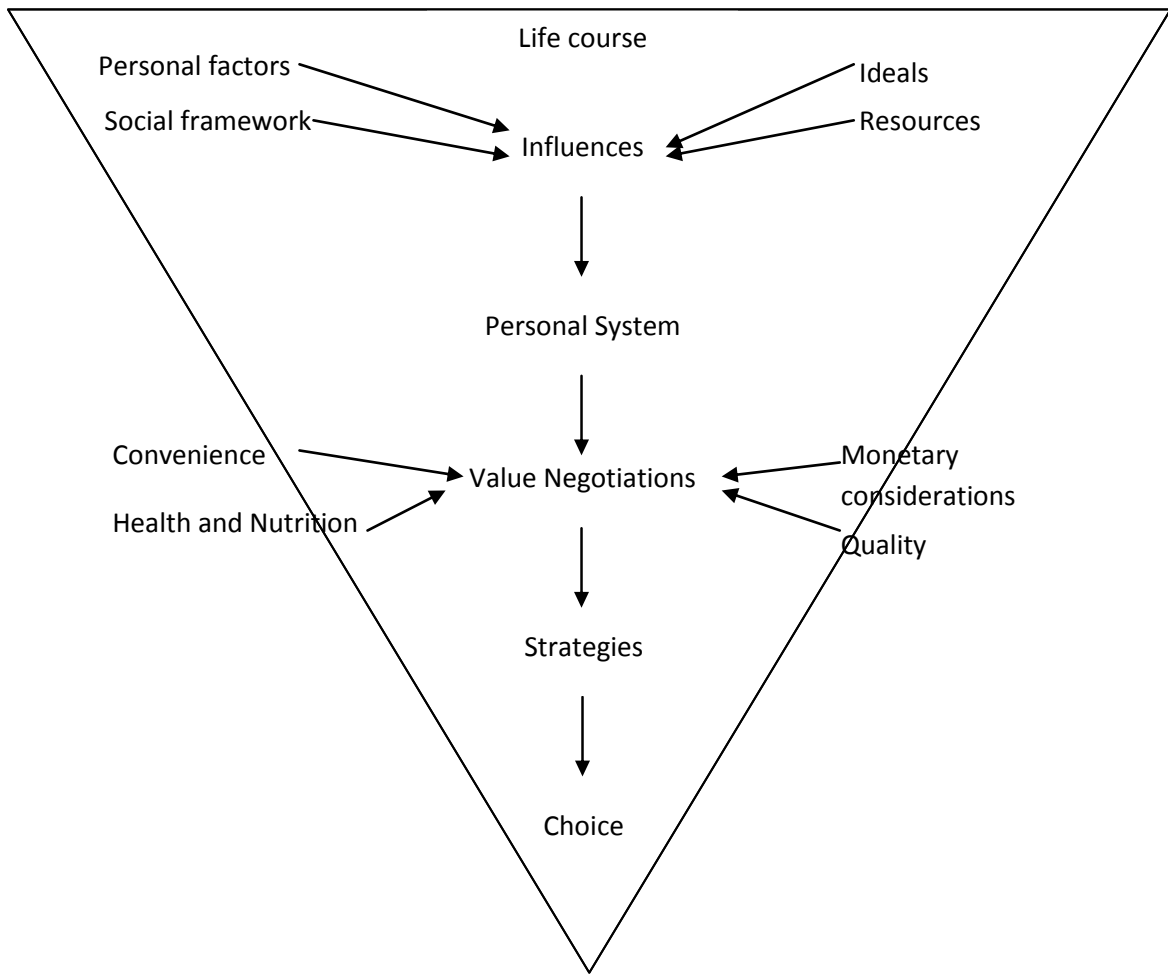 Life course
Personal factors
Ideals
Social framework
Resources
Influences
Personal System
Convenience
Value Negotiations
Monetary
considerations
Health and Nutrition
Quality
Strategies
Choice